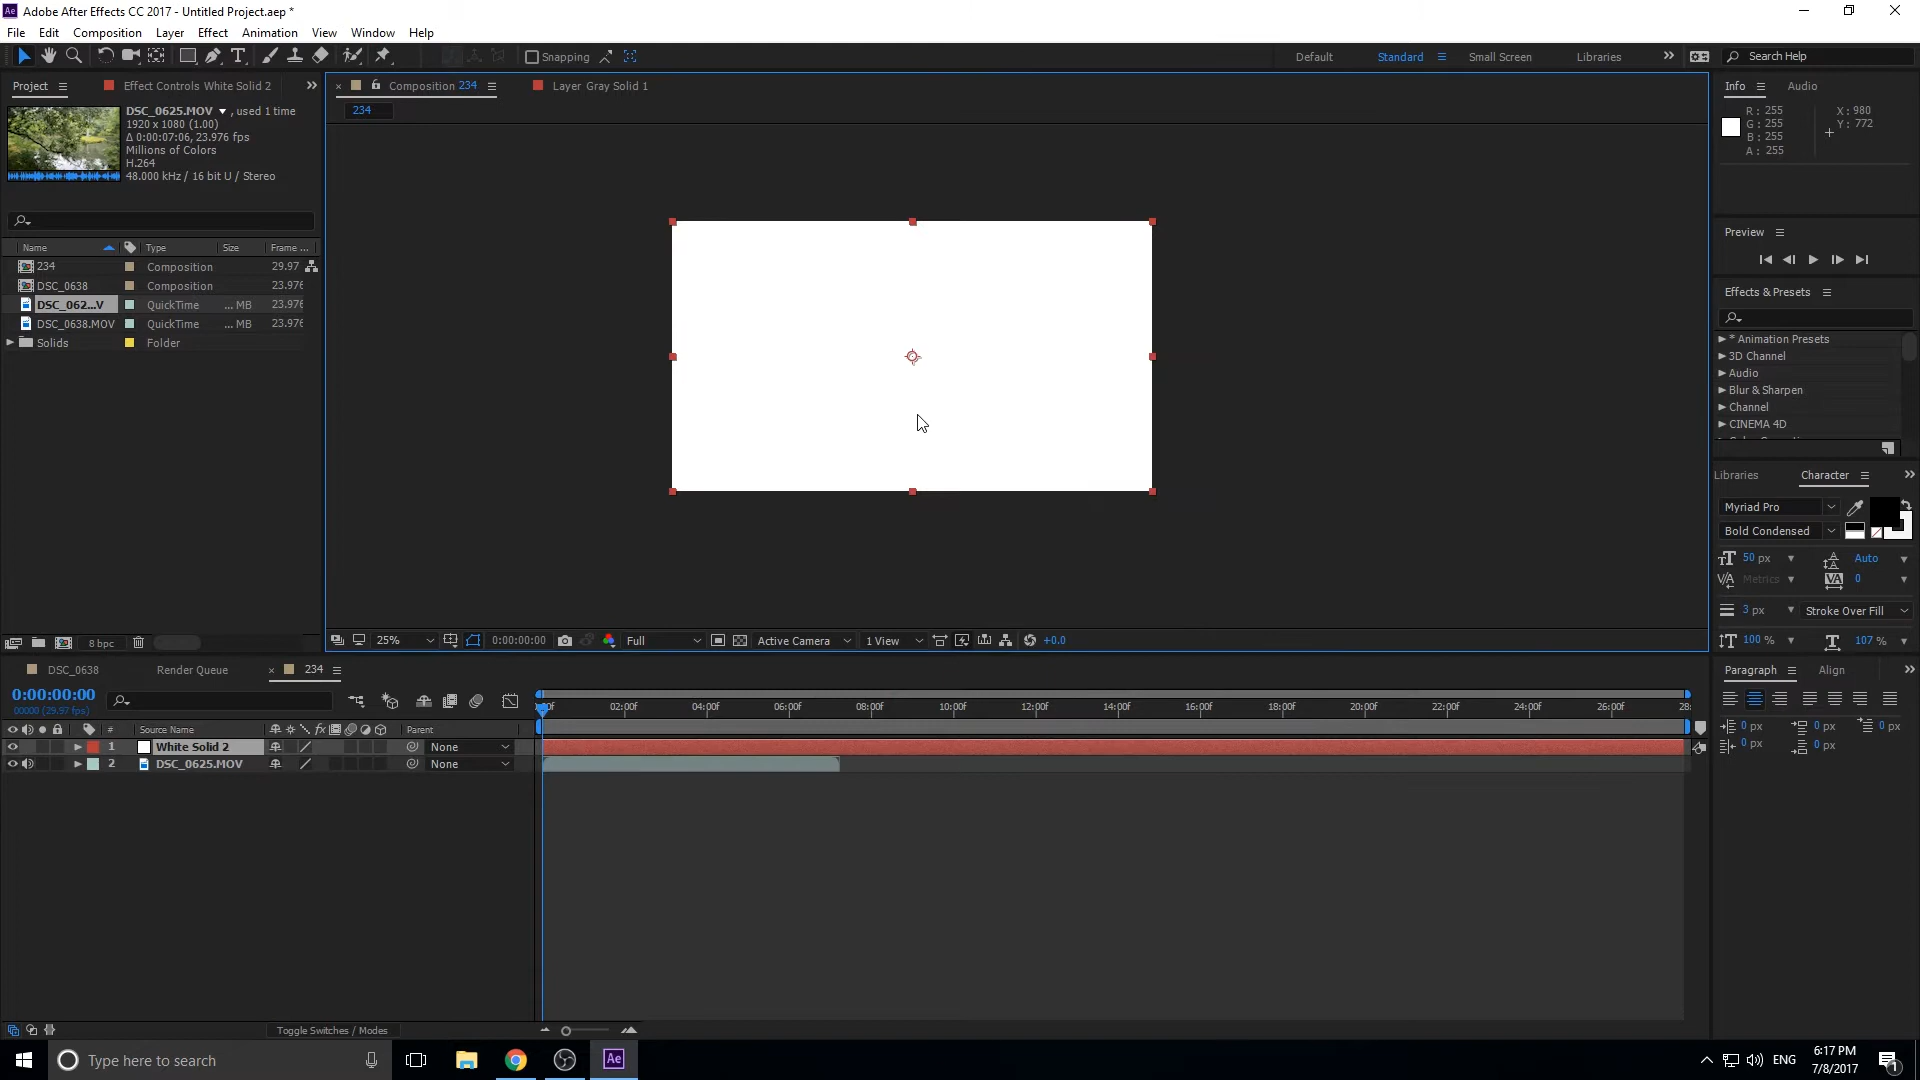 Adobe After Effects CC 2017 - Untitled Project.aep *
File Edit Composition Layer Effect Animation View Window Help
Snapping
Default Standard Small Screen Libraries
Search Help
Project Effect Controls White Solid 2
DSC_0625.MOV , used 1 time
1920 x 1080 (1.00)
Δ 0:00:07:06, 23.976 fps
Millions of Colors
H.264
48.000 kHz / 16 bit U / Stereo
Name Type Size Frame ...
234 Composition 29.97
DSC_0638 Composition 23.976
DSC_062...V QuickTime ... MB 23.976
DSC_0638.MOV QuickTime ... MB 23.976
Solids Folder
8 bpc
Composition 234 Layer Gray Solid 1
234
25% 0:00:00:00 Full Active Camera 1 View +0.0
Info Audio
R: 255
G: 255
B: 255
A: 255
X: 980
Y: 772
Preview
Effects & Presets
* Animation Presets
3D Channel
Audio
Blur & Sharpen
Channel
CINEMA 4D
Libraries Character
Myriad Pro
Bold Condensed
50 px Auto
Metrics 0
3 px Stroke Over Fill
100 % 107 %
Paragraph Align
0 px 0 px 0 px
0 px 0 px
DSC_0638 Render Queue 234
0:00:00:00
00000 (29.97 fps)
02:00f 04:00f 06:00f 08:00f 10:00f 12:00f 14:00f 16:00f 18:00f 20:00f 22:00f 24:00f 26:00f 28:
# Source Name fx Parent
1 White Solid 2 None
2 DSC_0625.MOV None
Toggle Switches / Modes
Type here to search
Ae
ENG
6:17 PM
7/8/2017
1